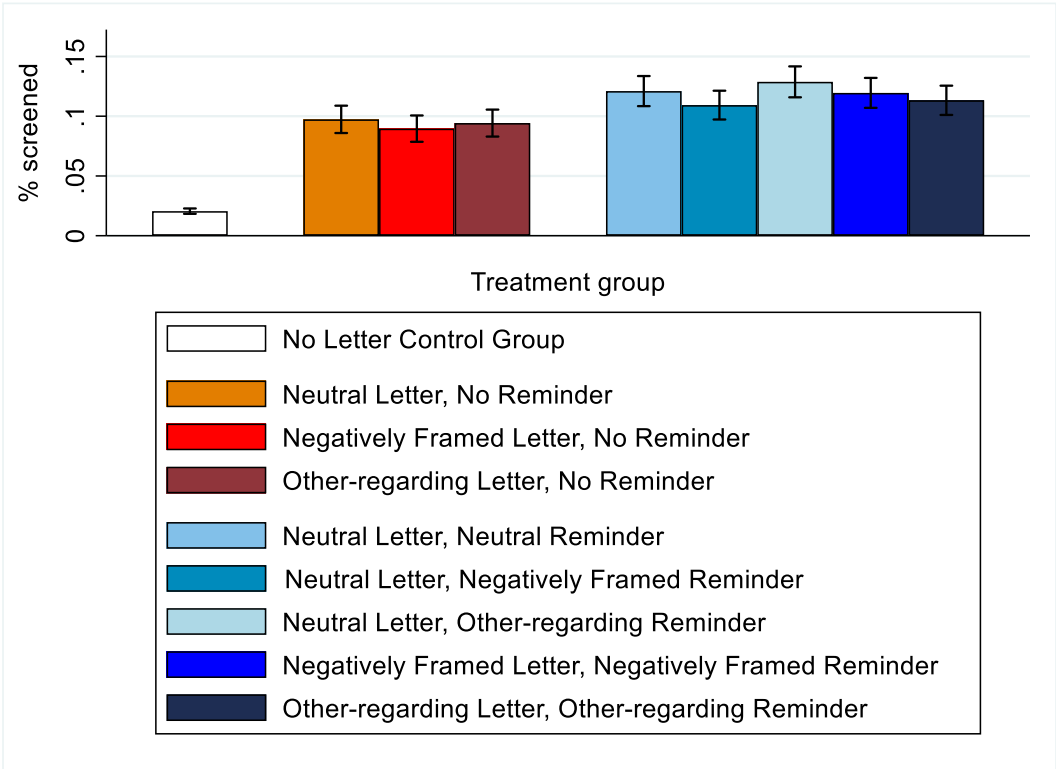 % screened
.15
.1
.05
0
Treatment group
No Letter Control Group
Neutral Letter, No Reminder
Negatively Framed Letter, No Reminder
Other-regarding Letter, No Reminder
Neutral Letter, Neutral Reminder
Neutral Letter, Negatively Framed Reminder
Neutral Letter, Other-regarding Reminder
Negatively Framed Letter, Negatively Framed Reminder
Other-regarding Letter, Other-regarding Reminder